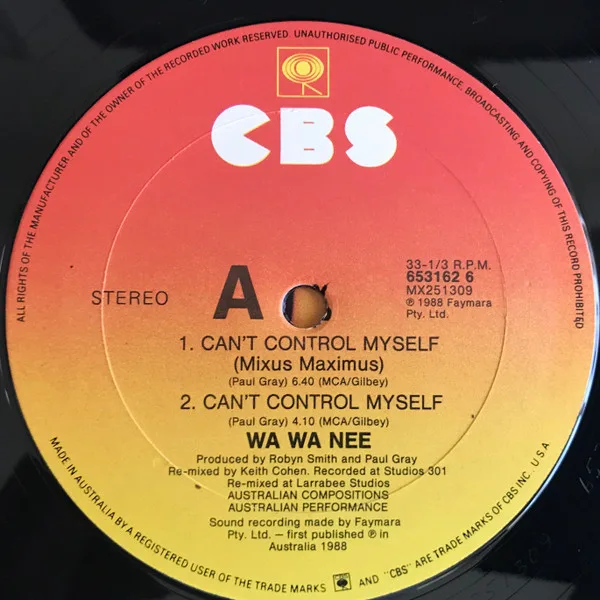 ALL RIGHTS OF THE MANUFACTURER AND OF THE OWNER OF THE RECORDED WORK RESERVED. UNAUTHORISED PUBLIC PERFORMANCE, BROADCASTING AND COPYING OF THIS RECORD PROHIBITED
CBS
33-1/3 R.P.M.
653162 6
MX251309
℗ 1988 Faymara
Pty. Ltd.
STEREO
A
1. CAN'T CONTROL MYSELF
(Mixus Maximus)
(Paul Gray) 6.40 (MCA/Gilbey)
2. CAN'T CONTROL MYSELF
(Paul Gray) 4.10 (MCA/Gilbey)
WA WA NEE
Produced by Robyn Smith and Paul Gray
Re-mixed by Keith Cohen. Recorded at Studios 301
Re-mixed at Larrabee Studios
AUSTRALIAN COMPOSITIONS
AUSTRALIAN PERFORMANCE
Sound recording made by Faymara
Pty. Ltd. – first published ℗ in
Australia 1988
MADE IN AUSTRALIA BY A REGISTERED USER OF THE TRADE MARKS AND "CBS" ARE TRADE MARKS OF CBS INC. U S A